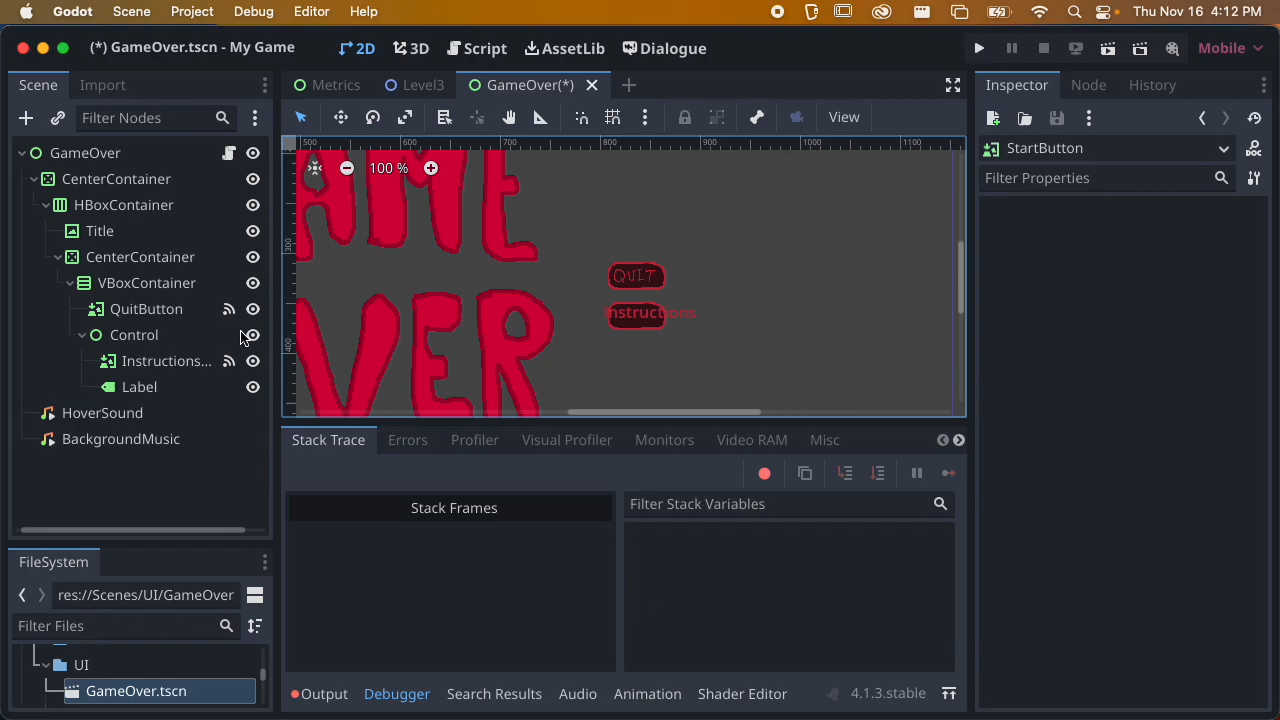 Godot Scene Project Debug Editor Help Thu Nov 16 4:12 PM
(*) GameOver.tscn - My Game 2D 3D Script AssetLib Dialogue Mobile
Scene Import Metrics Level3 GameOver(*) Inspector Node History
Filter Nodes View
500 600 700 800 900 1000 1100
GameOver StartButton
100 % Filter Properties
CenterContainer
HBoxContainer
Title
CenterContainer
VBoxContainer
QuitButton
Control
Instructions...
Label
HoverSound
BackgroundMusic
300
400
AME
VER
QUIT
Instructions
Stack Trace Errors Profiler Visual Profiler Monitors Video RAM Misc
Stack Frames Filter Stack Variables
FileSystem
res://Scenes/UI/GameOver
Filter Files
UI
GameOver.tscn
Output Debugger Search Results Audio Animation Shader Editor 4.1.3.stable